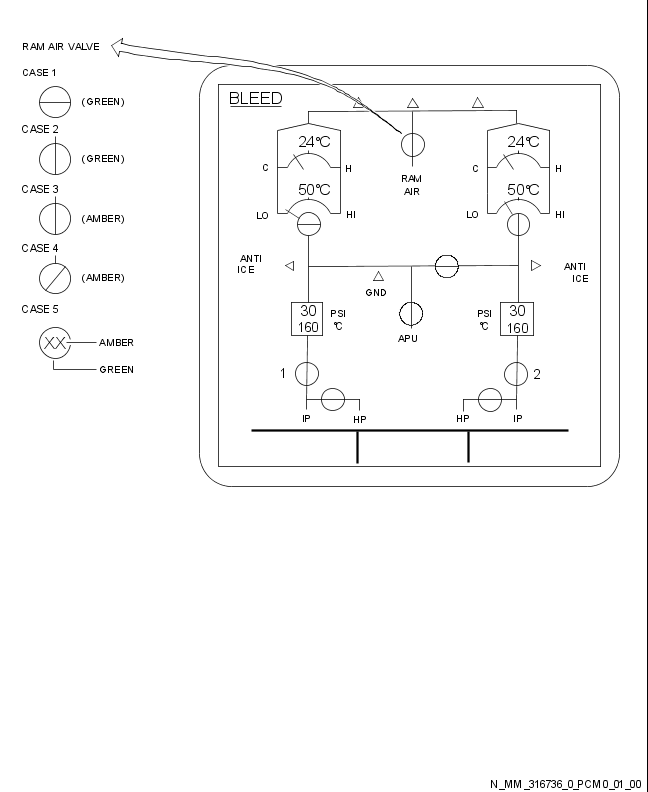 RAM AIR VALVE
CASE 1
(GREEN)
CASE 2
(GREEN)
CASE 3
(AMBER)
CASE 4
(AMBER)
CASE 5
XX
AMBER
GREEN
BLEED
24°C
C H
50°C
LO HI
RAM
AIR
24°C
C H
50°C
LO HI
ANTI
ICE
GND
ANTI
ICE
30
160
PSI
°C
APU
PSI
°C
30
160
1
2
IP
HP
HP
IP
N_MM_316736_0_PCM0_01_00